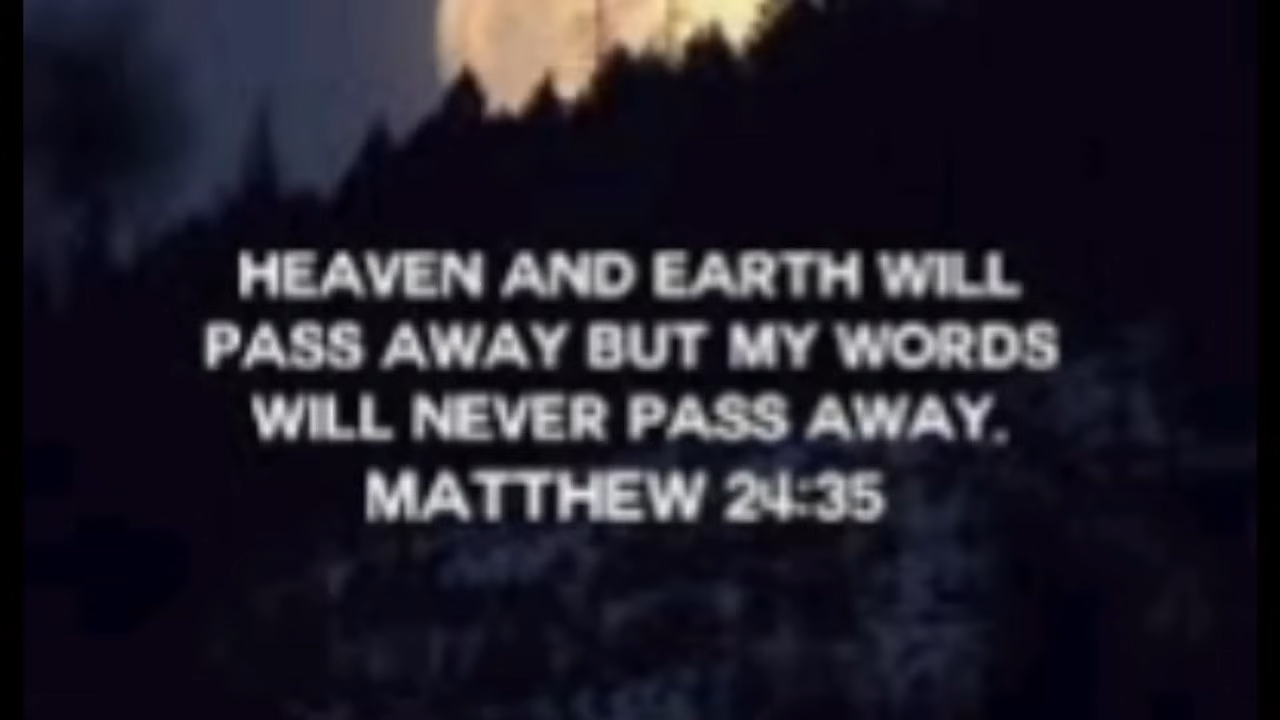 HEAVEN AND EARTH WILL
PASS AWAY BUT MY WORDS
WILL NEVER PASS AWAY.
MATTHEW 24:35